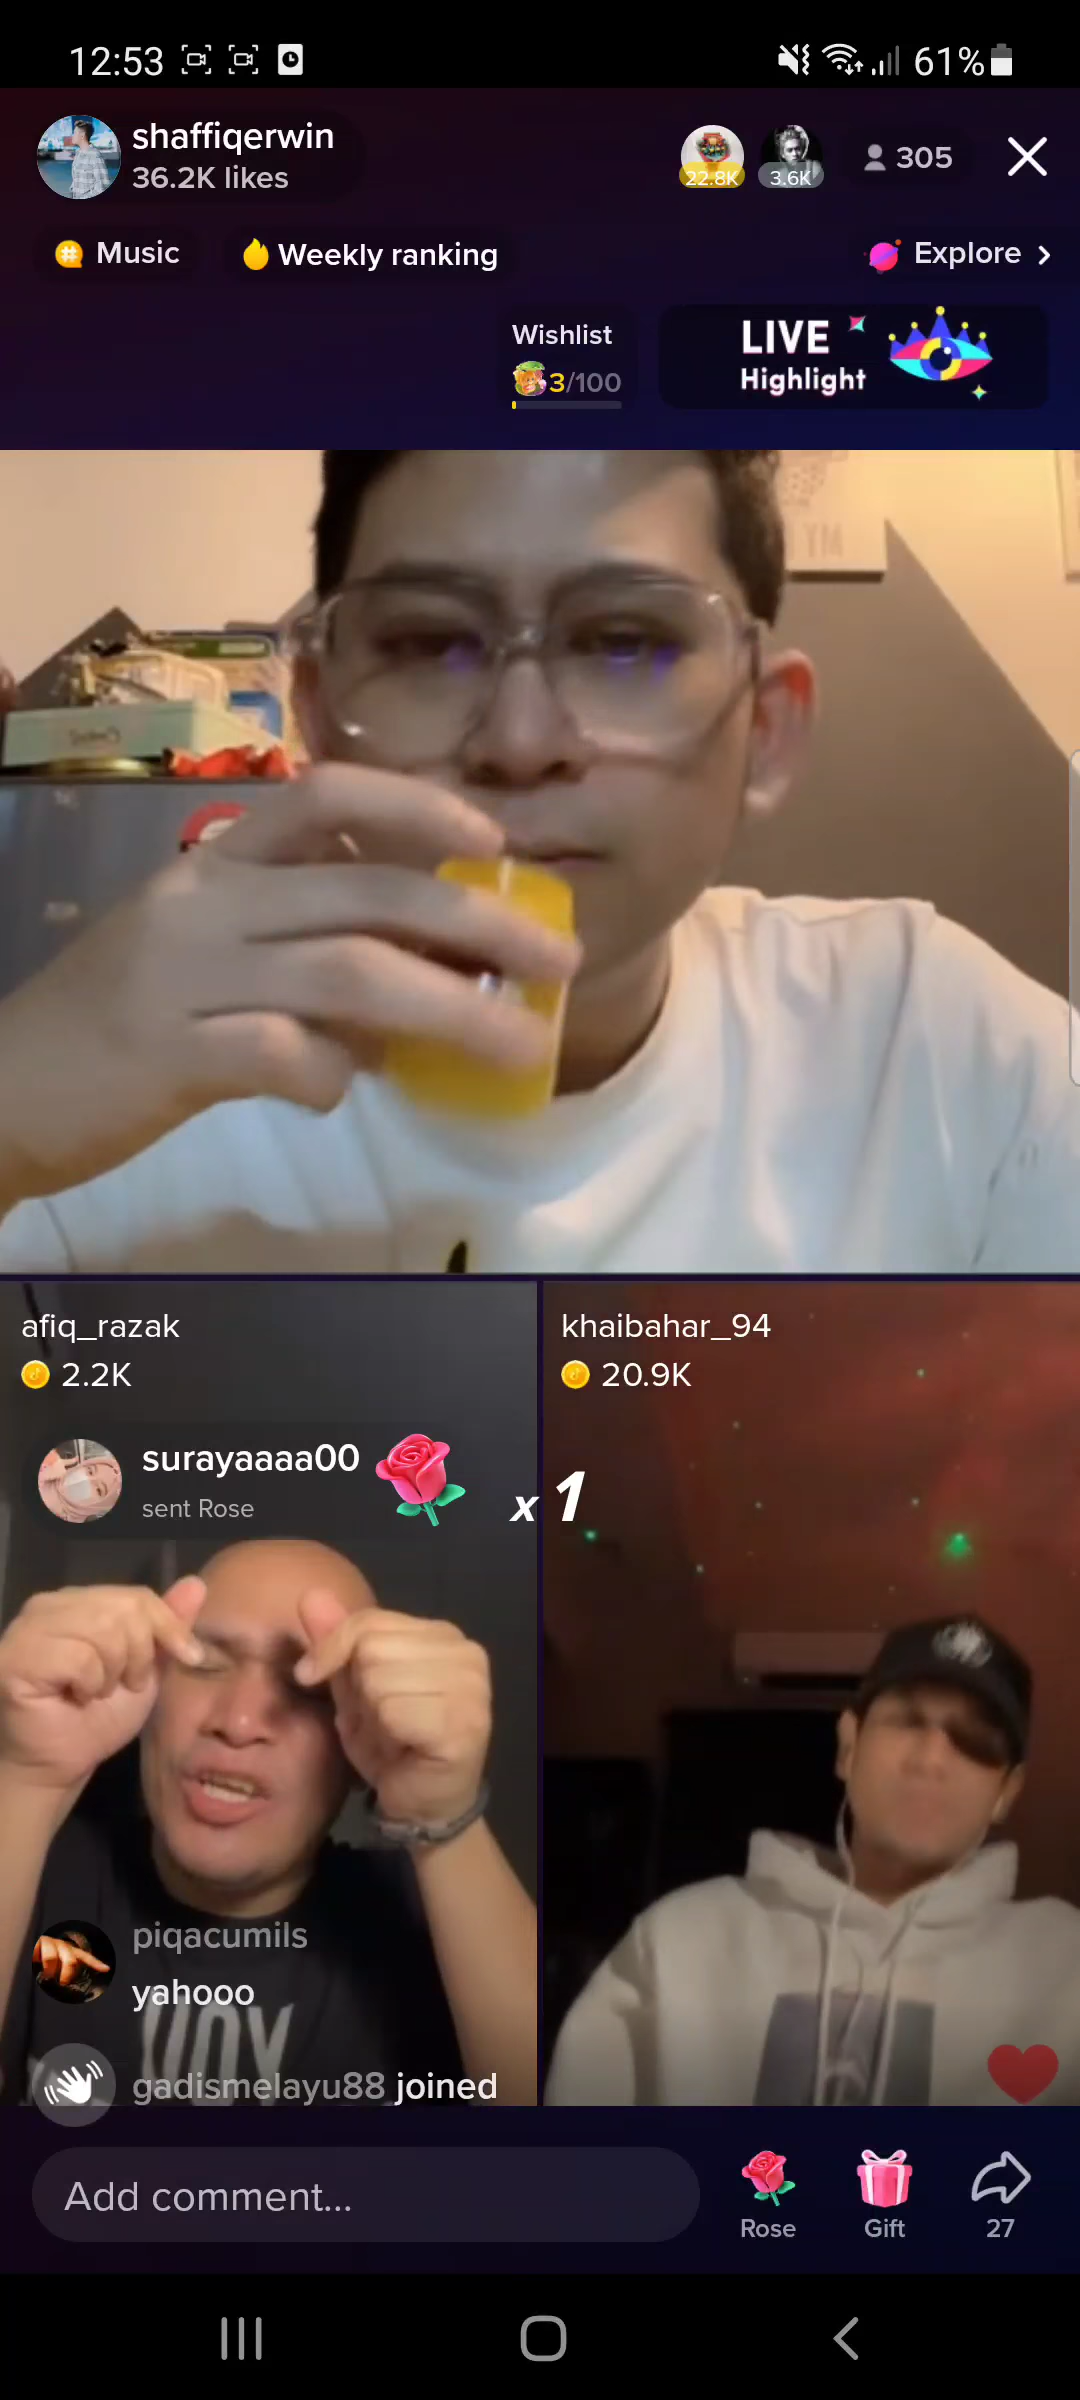 12:53
61%
shaffiqerwin
36.2K likes
22.8K
3.6K
305
Music
Weekly ranking
Explore
Wishlist
3/100
LIVE
Highlight
MY
afiq_razak
2.2K
khaibahar_94
20.9K
surayaaaa00
sent Rose
x 1
piqacumils
yahooo
gadismelayu88 joined
Add comment...
Rose
Gift
27